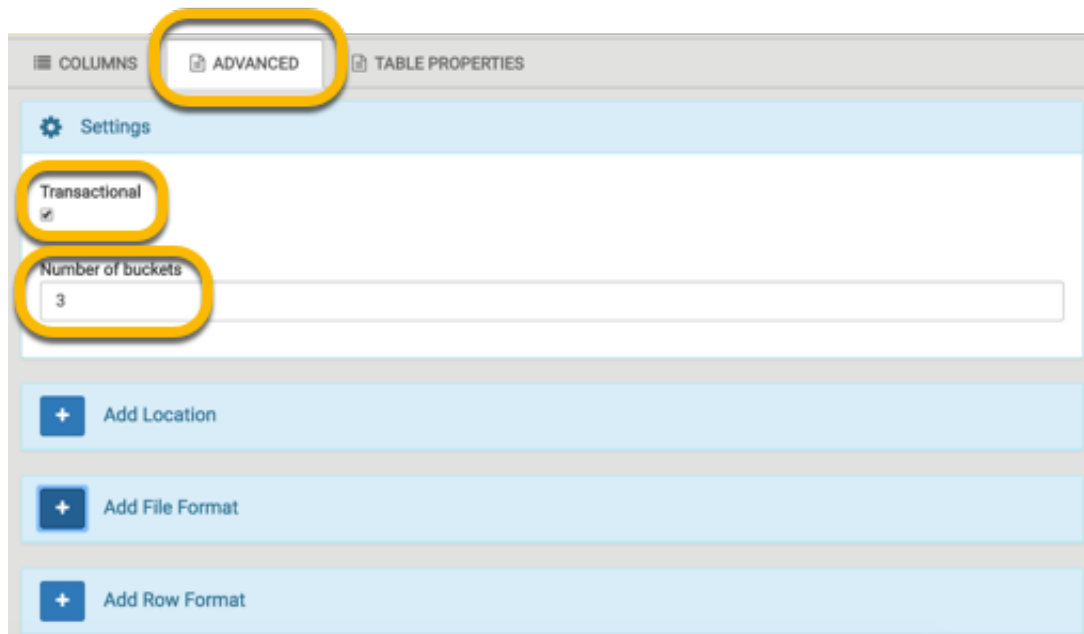 COLUMNS ADVANCED TABLE PROPERTIES
Settings
Transactional
Number of buckets
3
Add Location
Add File Format
Add Row Format